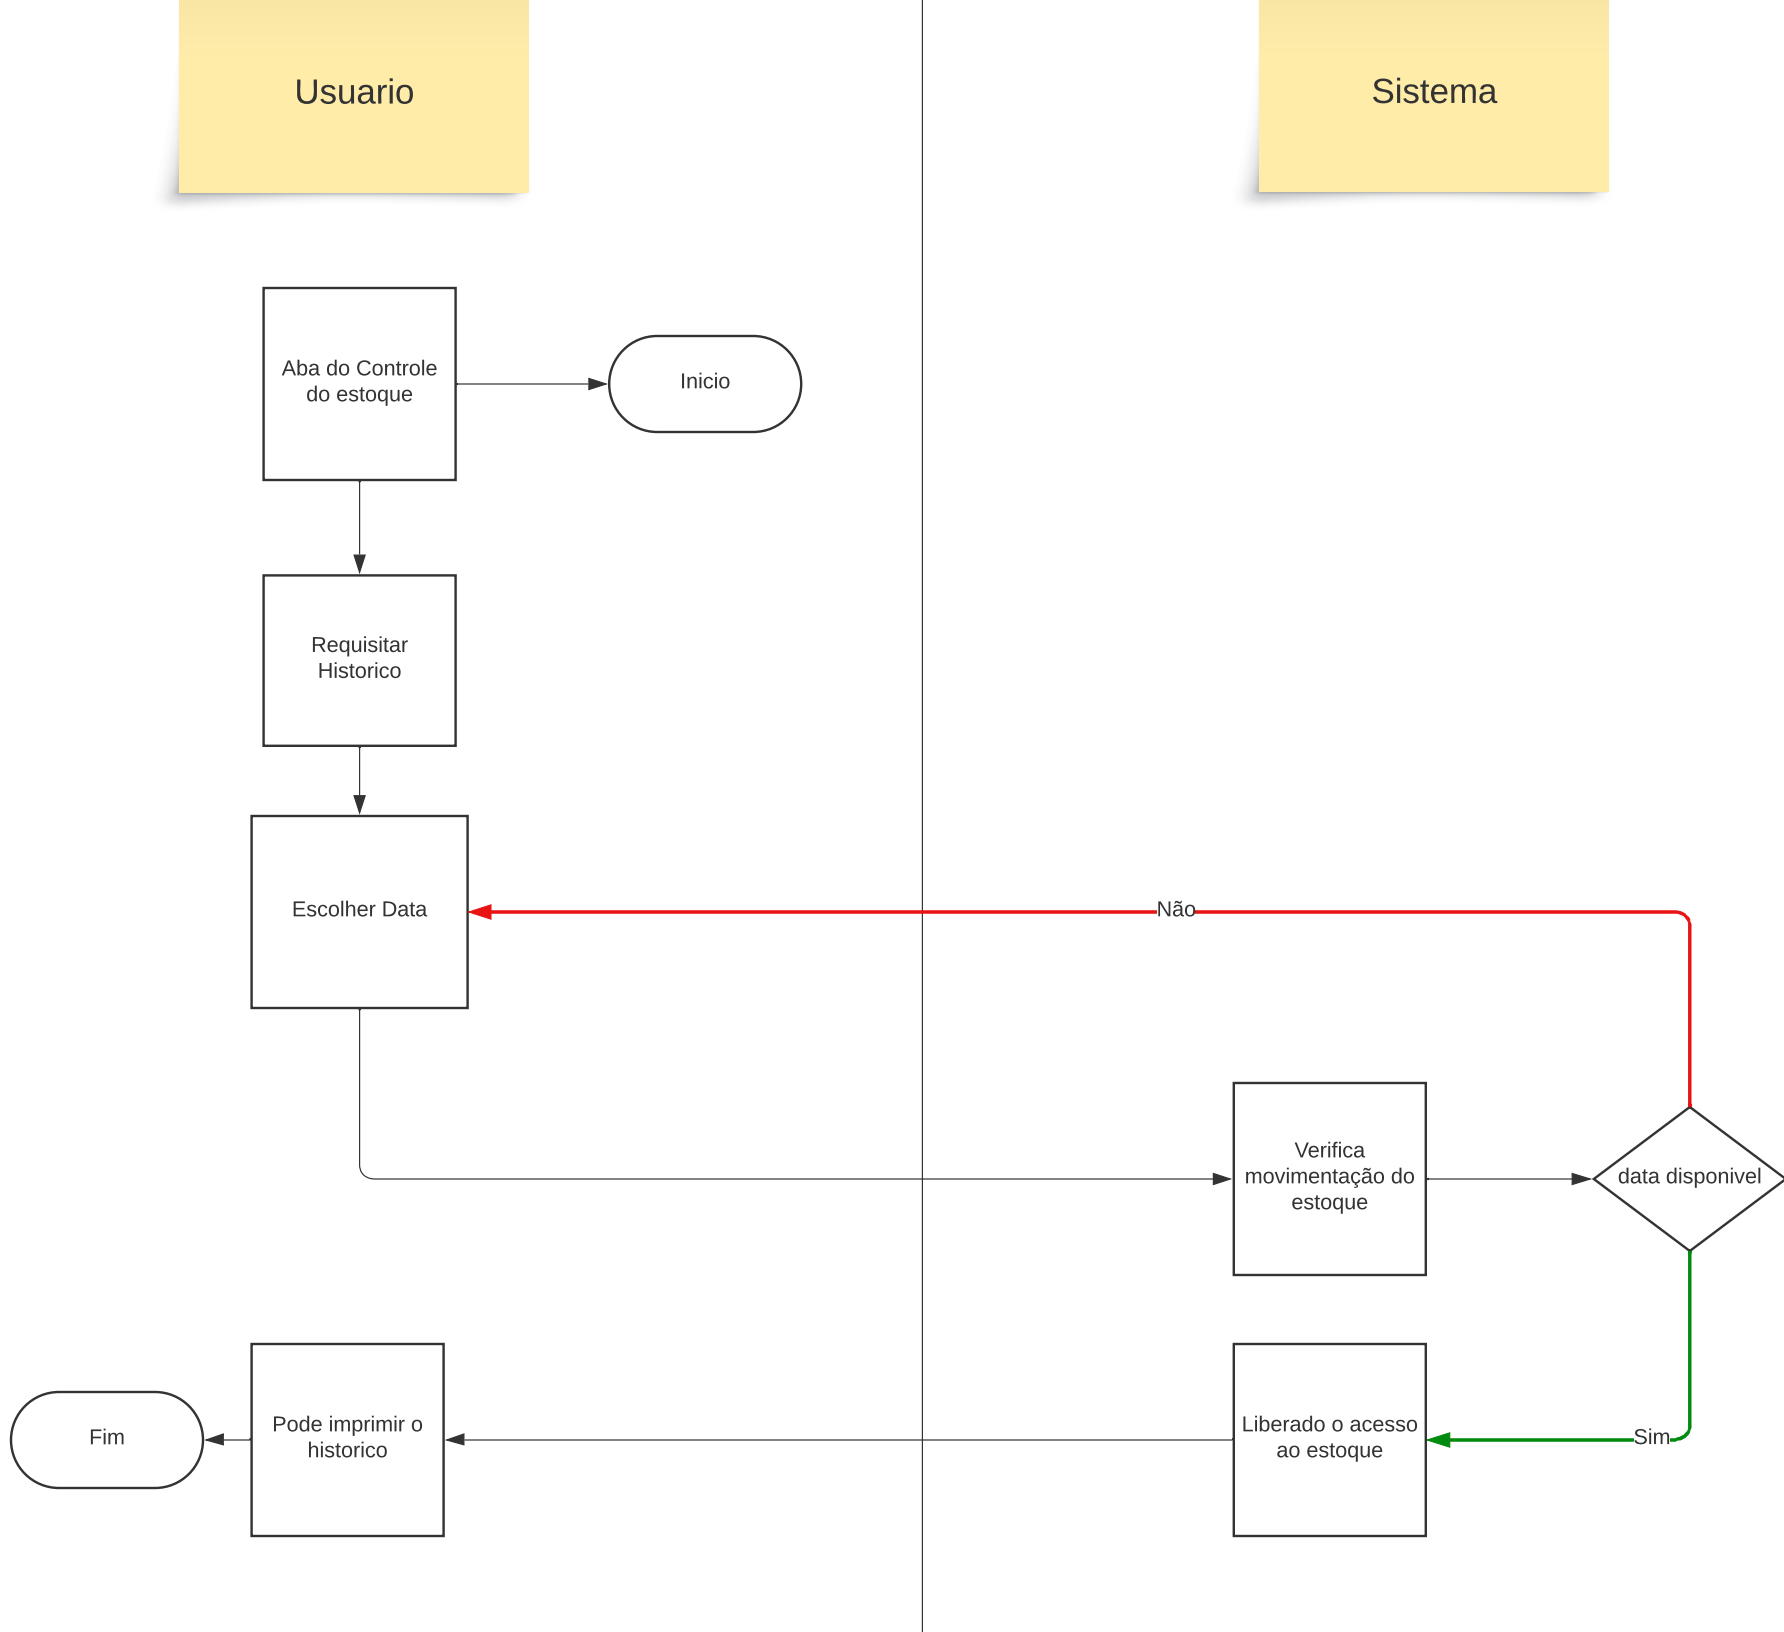 Usuario
Sistema
Aba do Controle
do estoque
Inicio
Requisitar
Historico
Escolher Data
Não
Verifica
movimentação do
estoque
data disponivel
Fim
Pode imprimir o
historico
Liberado o acesso
ao estoque
Sim